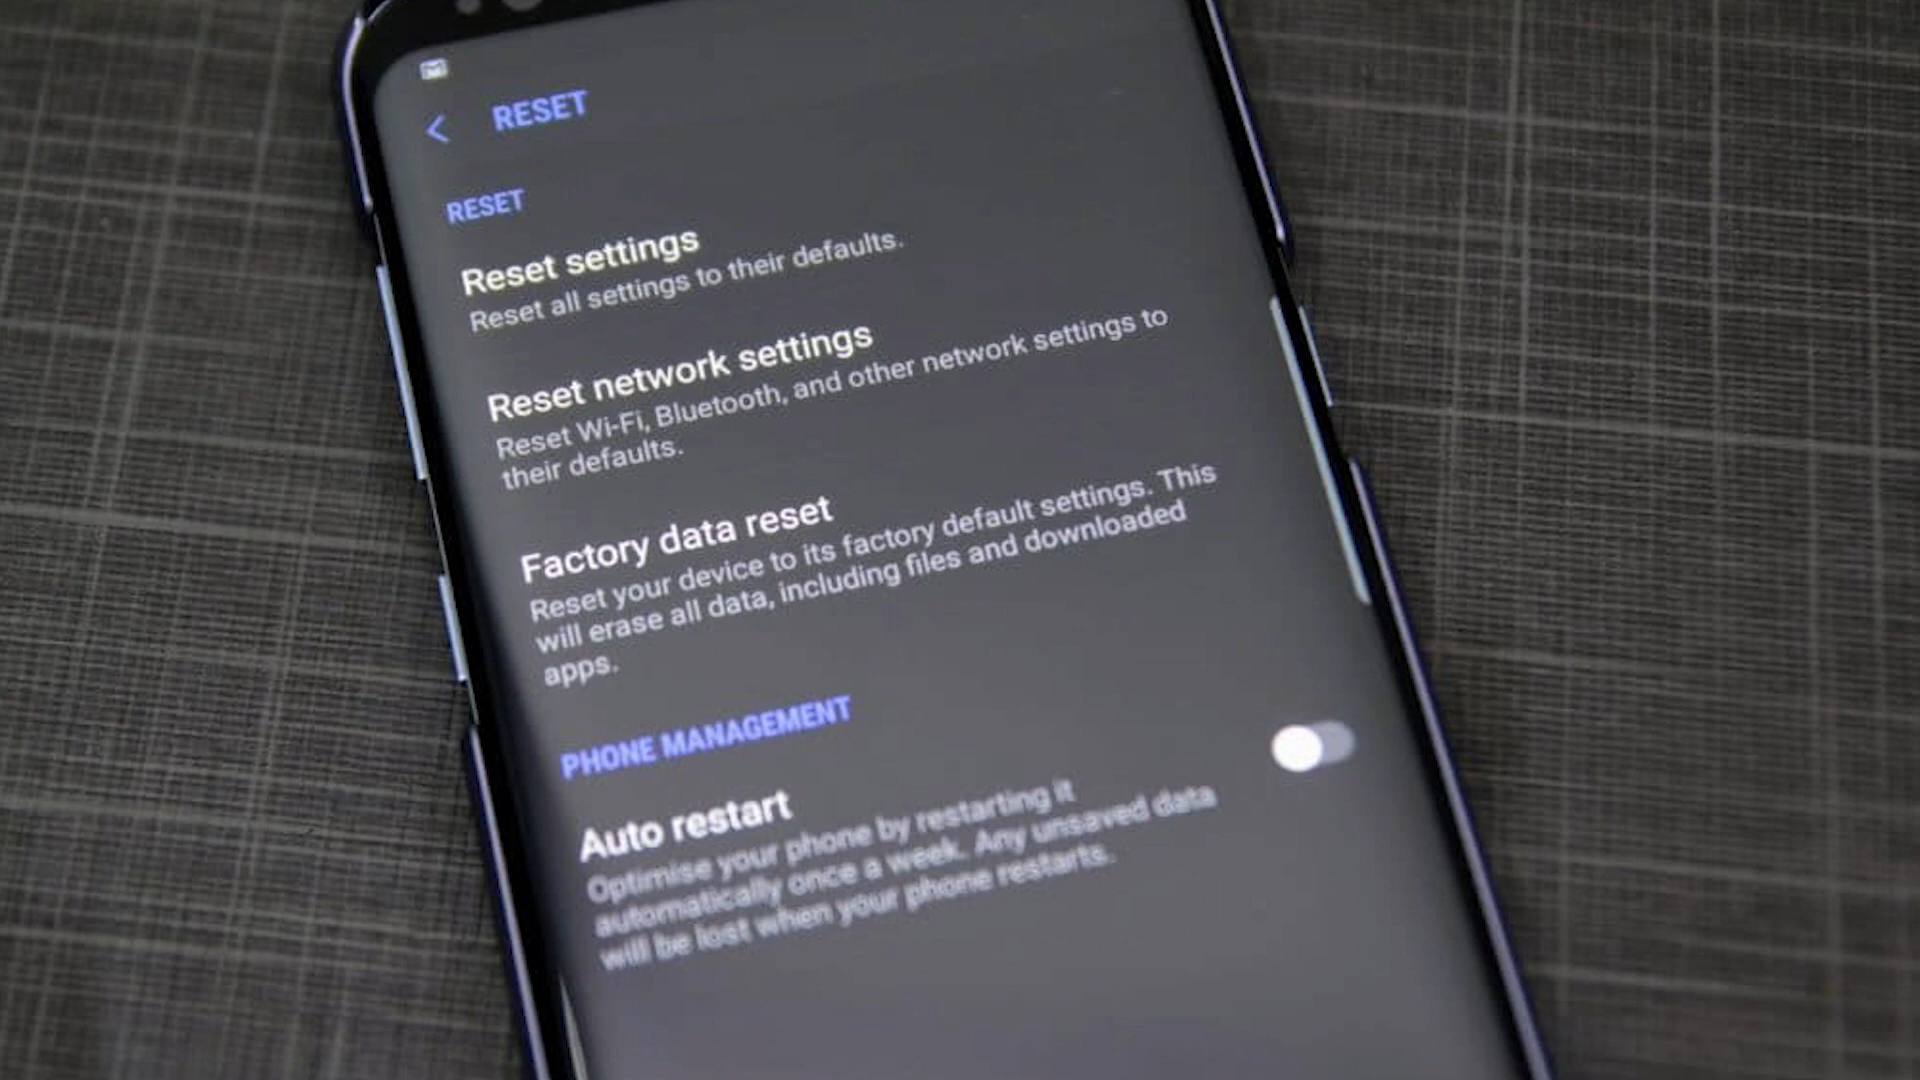 RESET
RESET
Reset settings
Reset all settings to their defaults.
Reset network settings
Reset Wi-Fi, Bluetooth, and other network settings to
their defaults.
Factory data reset
Reset your device to its factory default settings. This
will erase all data, including files and downloaded
apps.
PHONE MANAGEMENT
Auto restart
Optimise your phone by restarting it
automatically once a week. Any unsaved data
will be lost when your phone restarts.